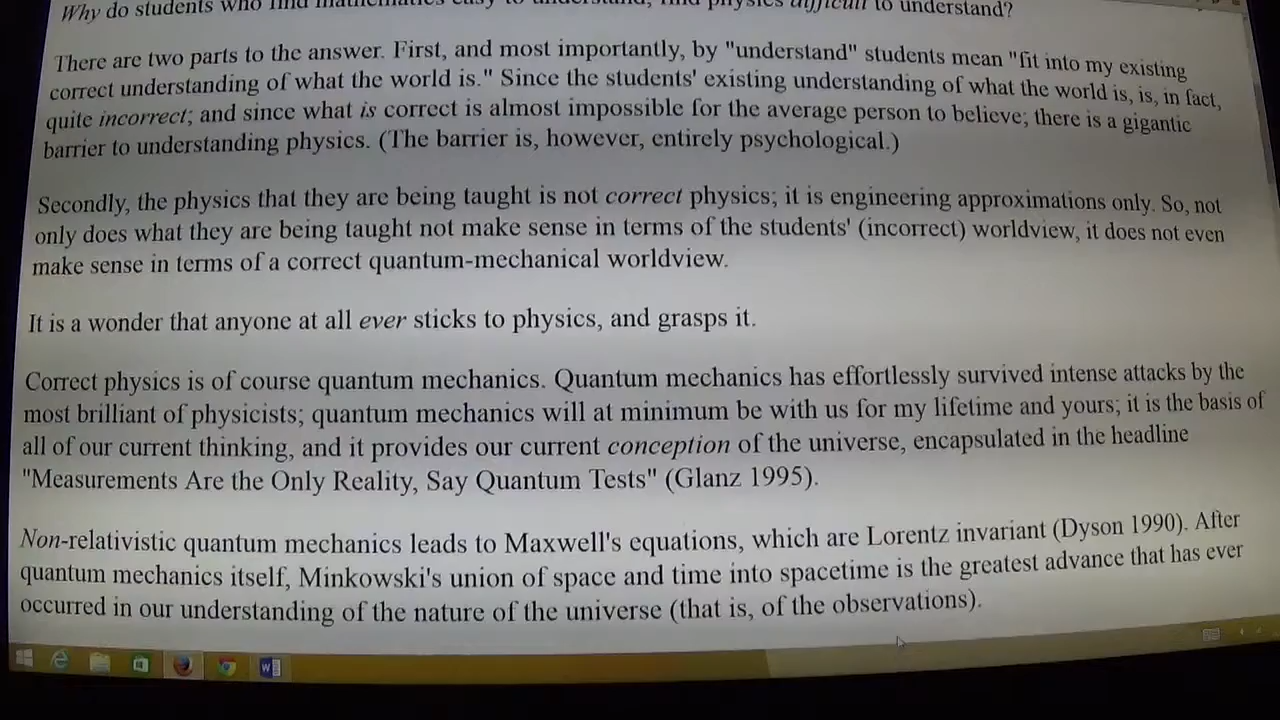 Why do students who find mathematics easy to understand, find physics difficult to understand?
There are two parts to the answer. First, and most importantly, by "understand" students mean "fit into my existing
correct understanding of what the world is." Since the students' existing understanding of what the world is, is, in fact,
quite incorrect; and since what is correct is almost impossible for the average person to believe; there is a gigantic
barrier to understanding physics. (The barrier is, however, entirely psychological.)
Secondly, the physics that they are being taught is not correct physics; it is engineering approximations only. So, not
only does what they are being taught not make sense in terms of the students' (incorrect) worldview, it does not even
make sense in terms of a correct quantum-mechanical worldview.
It is a wonder that anyone at all ever sticks to physics, and grasps it.
Correct physics is of course quantum mechanics. Quantum mechanics has effortlessly survived intense attacks by the
most brilliant of physicists; quantum mechanics will at minimum be with us for my lifetime and yours; it is the basis of
all of our current thinking, and it provides our current conception of the universe, encapsulated in the headline
"Measurements Are the Only Reality, Say Quantum Tests" (Glanz 1995).
Non-relativistic quantum mechanics leads to Maxwell's equations, which are Lorentz invariant (Dyson 1990). After
quantum mechanics itself, Minkowski's union of space and time into spacetime is the greatest advance that has ever
occurred in our understanding of the nature of the universe (that is, of the observations).